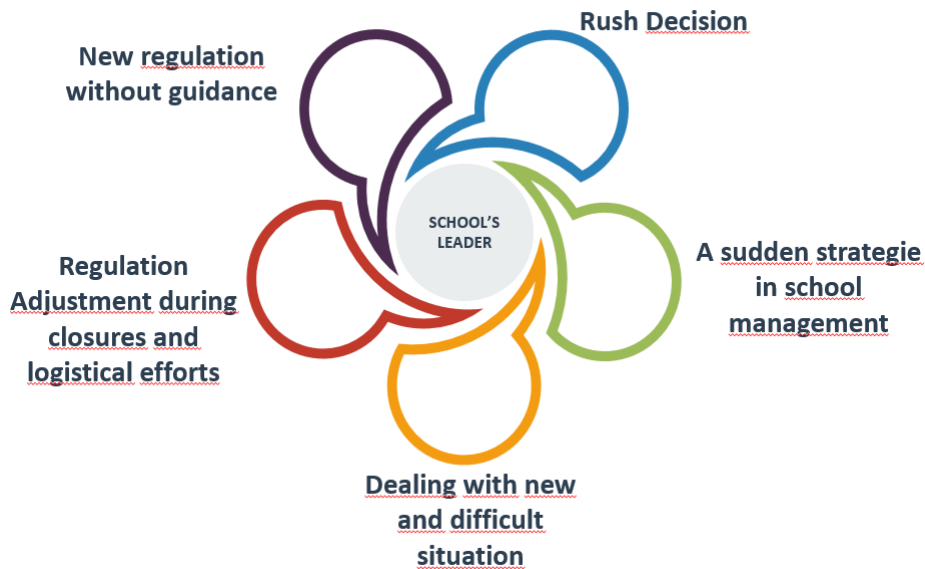 Rush Decision
New regulation
without guidance
SCHOOL'S
LEADER
A sudden strategie
in school
management
Regulation
Adjustment during
closures and
logistical efforts
Dealing with new
and difficult
situation